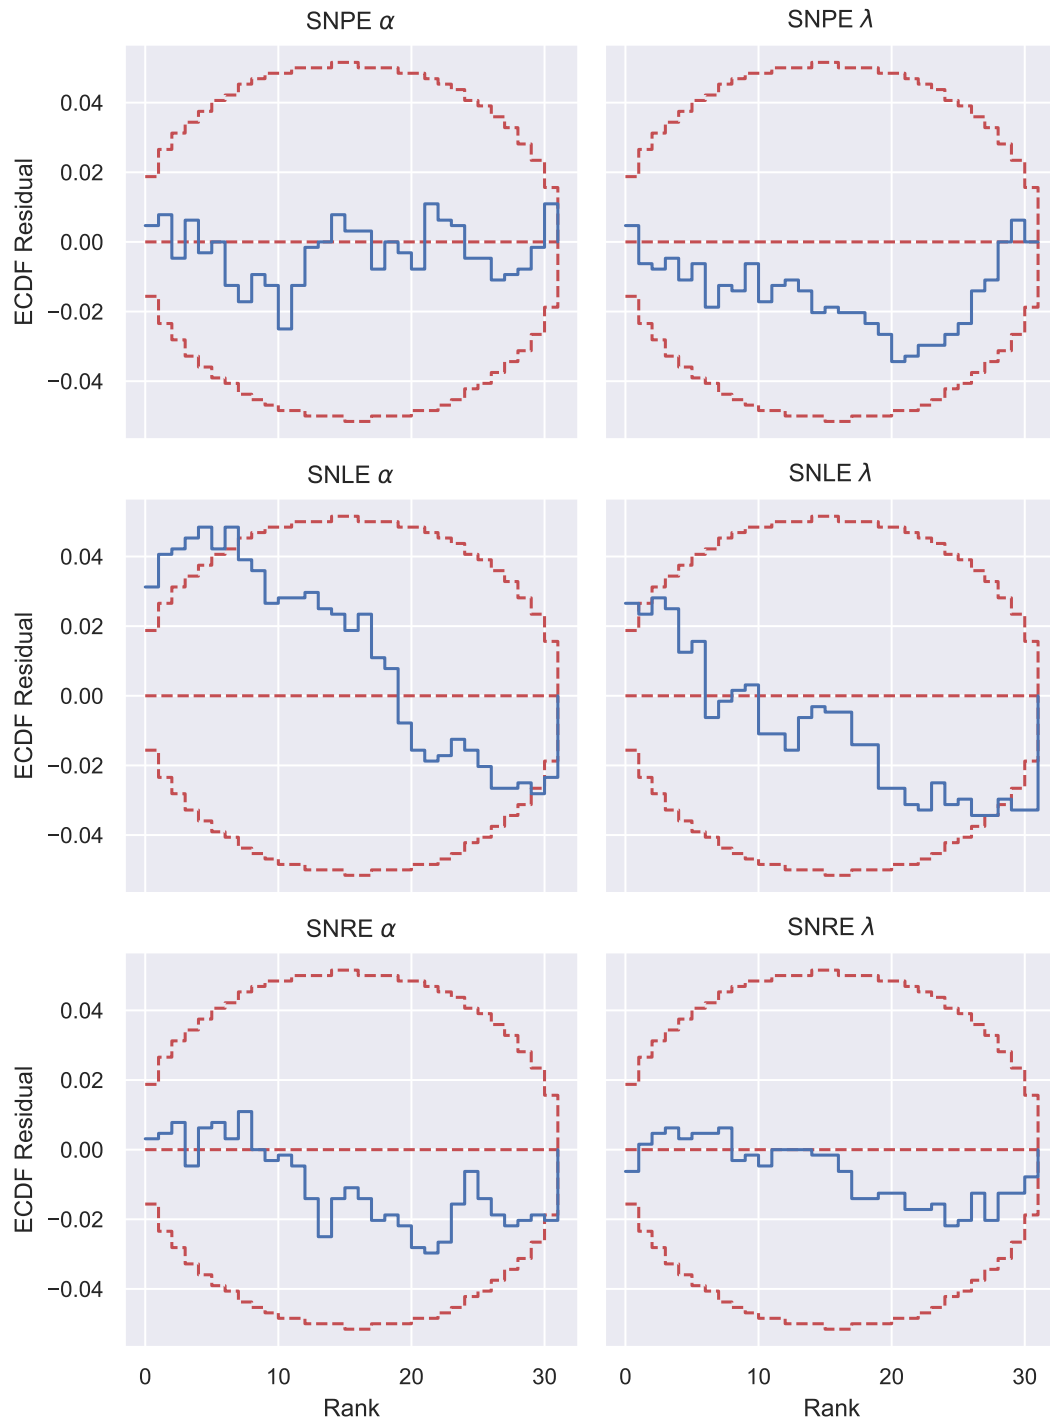 SNPE α
SNPE λ
ECDF Residual
0.04
0.02
0.00
−0.02
−0.04
SNLE α
SNLE λ
ECDF Residual
0.04
0.02
0.00
−0.02
−0.04
SNRE α
SNRE λ
ECDF Residual
0.04
0.02
0.00
−0.02
−0.04
0 10 20 30
0 10 20 30
Rank
Rank